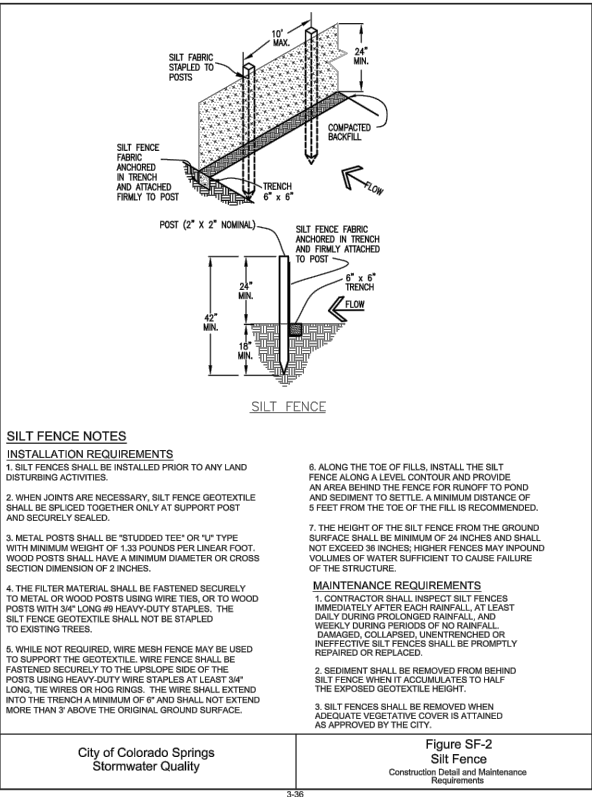 10'
MAX.
24"
MIN.
SILT FABRIC
STAPLED TO
POSTS
COMPACTED
BACKFILL
SILT FENCE
FABRIC
ANCHORED
IN TRENCH
AND ATTACHED
FIRMLY TO POST
TRENCH
6" x 6"
FLOW
POST (2" X 2" NOMINAL)
SILT FENCE FABRIC
ANCHORED IN TRENCH
AND FIRMLY ATTACHED
TO POST
6" x 6"
TRENCH
FLOW
24"
MIN.
42"
MIN.
18"
MIN.
SILT FENCE
SILT FENCE NOTES
INSTALLATION REQUIREMENTS
1. SILT FENCES SHALL BE INSTALLED PRIOR TO ANY LAND
DISTURBING ACTIVITIES.
2. WHEN JOINTS ARE NECESSARY, SILT FENCE GEOTEXTILE
SHALL BE SPLICED TOGETHER ONLY AT SUPPORT POST
AND SECURELY SEALED.
3. METAL POSTS SHALL BE "STUDDED TEE" OR "U" TYPE
WITH MINIMUM WEIGHT OF 1.33 POUNDS PER LINEAR FOOT.
WOOD POSTS SHALL HAVE A MINIMUM DIAMETER OR CROSS
SECTION DIMENSION OF 2 INCHES.
4. THE FILTER MATERIAL SHALL BE FASTENED SECURELY
TO METAL OR WOOD POSTS USING WIRE TIES, OR TO WOOD
POSTS WITH 3/4" LONG #9 HEAVY-DUTY STAPLES. THE
SILT FENCE GEOTEXTILE SHALL NOT BE STAPLED
TO EXISTING TREES.
5. WHILE NOT REQUIRED, WIRE MESH FENCE MAY BE USED
TO SUPPORT THE GEOTEXTILE. WIRE FENCE SHALL BE
FASTENED SECURELY TO THE UPSLOPE SIDE OF THE
POSTS USING HEAVY-DUTY WIRE STAPLES AT LEAST 3/4"
LONG, TIE WIRES OR HOG RINGS. THE WIRE SHALL EXTEND
INTO THE TRENCH A MINIMUM OF 6" AND SHALL NOT EXTEND
MORE THAN 3' ABOVE THE ORIGINAL GROUND SURFACE.
6. ALONG THE TOE OF FILLS, INSTALL THE SILT
FENCE ALONG A LEVEL CONTOUR AND PROVIDE
AN AREA BEHIND THE FENCE FOR RUNOFF TO POND
AND SEDIMENT TO SETTLE. A MINIMUM DISTANCE OF
5 FEET FROM THE TOE OF THE FILL IS RECOMMENDED.
7. THE HEIGHT OF THE SILT FENCE FROM THE GROUND
SURFACE SHALL BE MINIMUM OF 24 INCHES AND SHALL
NOT EXCEED 36 INCHES; HIGHER FENCES MAY INPOUND
VOLUMES OF WATER SUFFICIENT TO CAUSE FAILURE
OF THE STRUCTURE.
MAINTENANCE REQUIREMENTS
1. CONTRACTOR SHALL INSPECT SILT FENCES
IMMEDIATELY AFTER EACH RAINFALL, AT LEAST
DAILY DURING PROLONGED RAINFALL, AND
WEEKLY DURING PERIODS OF NO RAINFALL.
DAMAGED, COLLAPSED, UNENTRENCHED OR
INEFFECTIVE SILT FENCES SHALL BE PROMPTLY
REPAIRED OR REPLACED.
2. SEDIMENT SHALL BE REMOVED FROM BEHIND
SILT FENCE WHEN IT ACCUMULATES TO HALF
THE EXPOSED GEOTEXTILE HEIGHT.
3. SILT FENCES SHALL BE REMOVED WHEN
ADEQUATE VEGETATIVE COVER IS ATTAINED
AS APPROVED BY THE CITY.
City of Colorado Springs
Stormwater Quality
Figure SF-2
Silt Fence
Construction Detail and Maintenance
Requirements
3-36